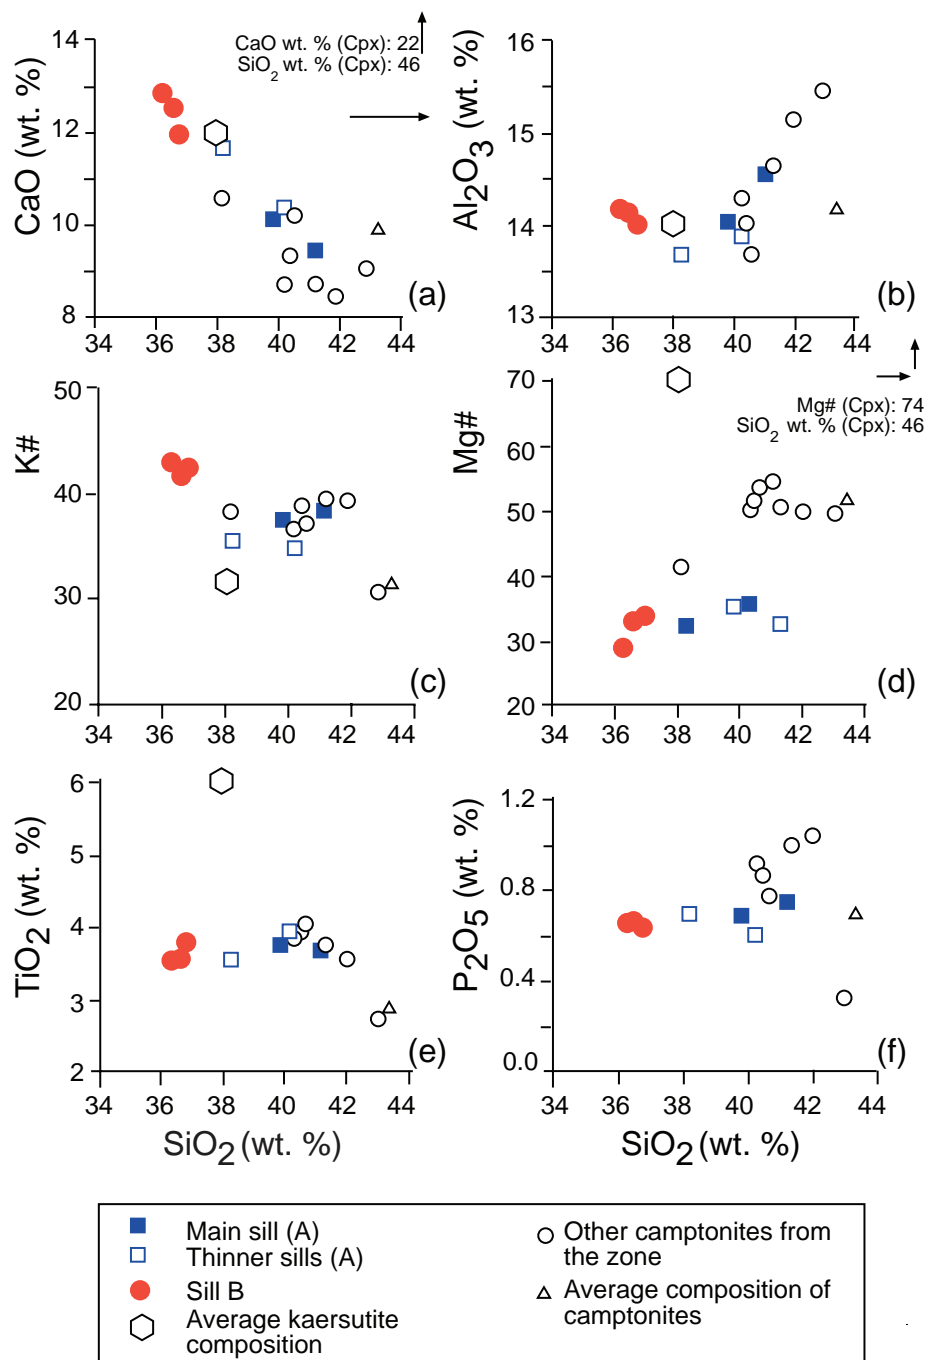 CaO (wt. %)
14
12
10
8
34 36 38 40 42 44
CaO wt. % (Cpx): 22
SiO2 wt. % (Cpx): 46
(a)
Al2O3 (wt. %)
16
15
14
13
34 36 38 40 42 44
(b)
K#
50
40
30
20
34 36 38 40 42 44
(c)
Mg#
70
60
50
40
30
20
34 36 38 40 42 44
Mg# (Cpx): 74
SiO2 wt. % (Cpx): 46
(d)
TiO2 (wt. %)
6
5
4
3
2
34 36 38 40 42 44
SiO2 (wt. %)
(e)
P2O5 (wt. %)
1.2
0.8
0.4
0.0
34 36 38 40 42 44
SiO2 (wt. %)
(f)
Main sill (A)
Thinner sills (A)
Sill B
Average kaersutite
composition
Other camptonites from
the zone
Average composition of
camptonites